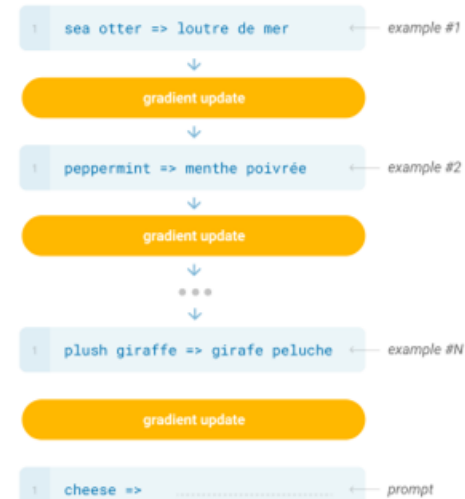 1 sea otter => loutre de mer example #1
gradient update
1 peppermint => menthe poivrée example #2
gradient update
1 plush giraffe => girafe peluche example #N
gradient update
1 cheese => prompt